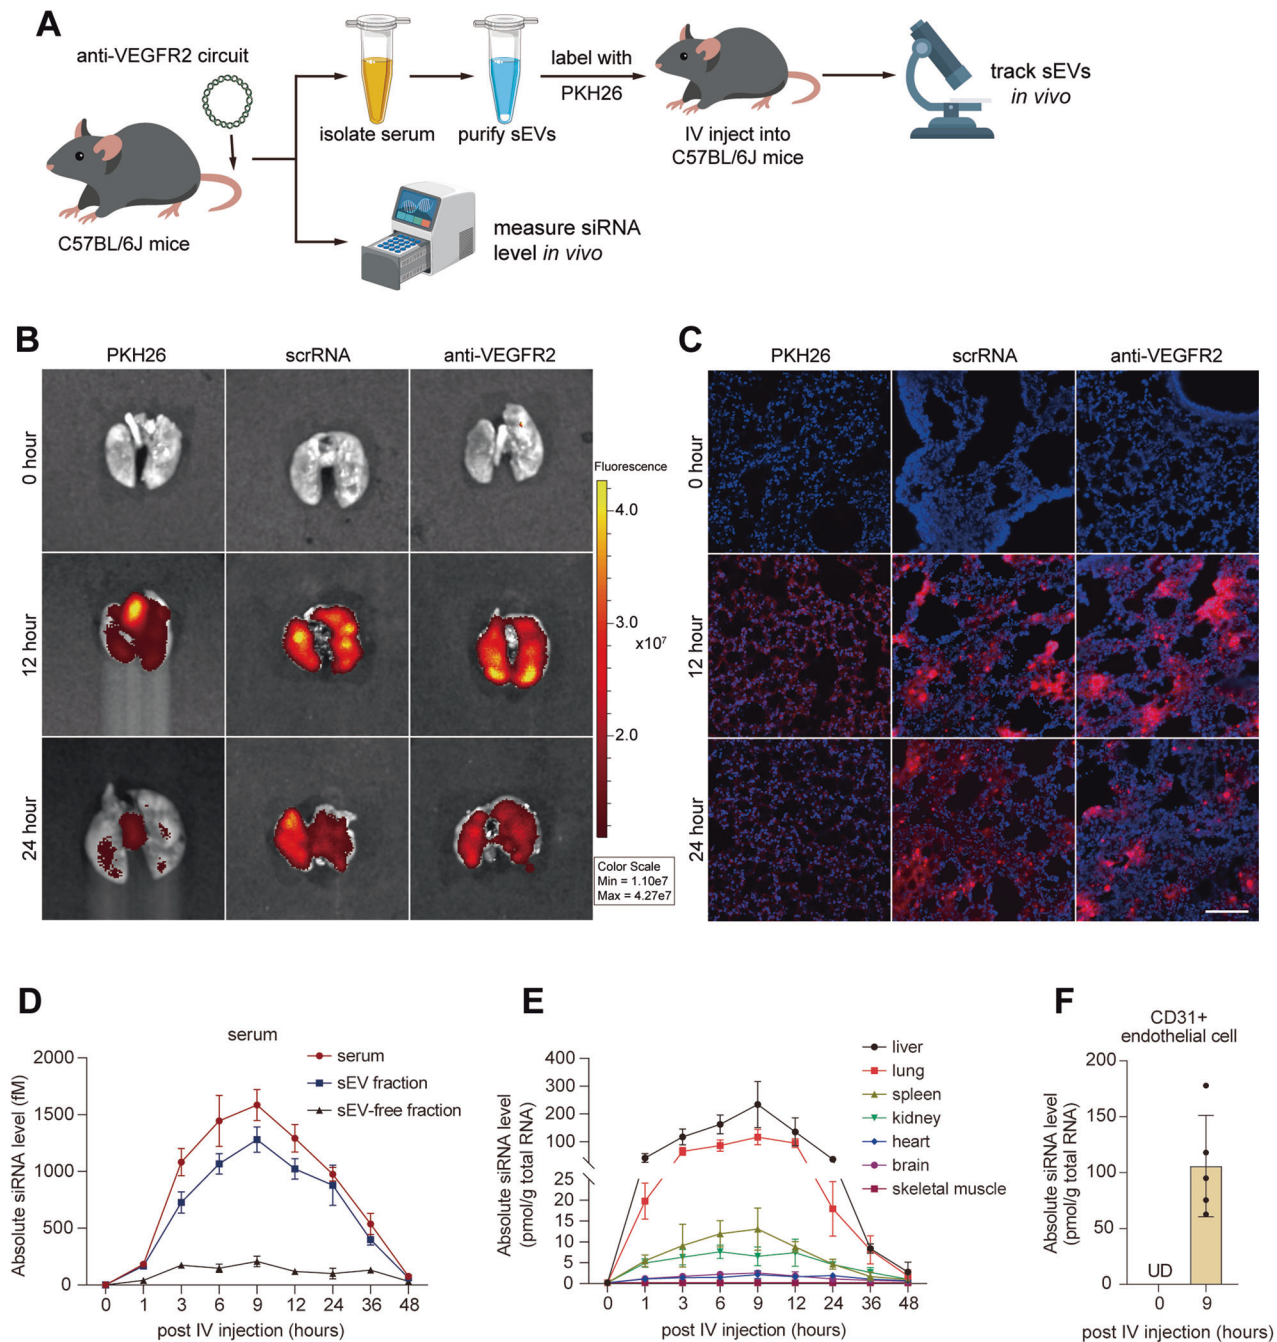 A
anti-VEGFR2 circuit
C57BL/6J mice
isolate serum
purify sEVs
label with
PKH26
IV inject into
C57BL/6J mice
track sEVs
in vivo
measure siRNA
level in vivo
B
PKH26
scrRNA
anti-VEGFR2
0 hour
12 hour
24 hour
Fluorescence
4.0
3.0
x10⁷
2.0
Color Scale
Min = 1.10e7
Max = 4.27e7
C
PKH26
scrRNA
anti-VEGFR2
0 hour
12 hour
24 hour
D
serum
Absolute siRNA level (fM)
2000
1500
1000
500
0
serum
sEV fraction
sEV-free fraction
0 1 3 6 9 12 24 36 48
post IV injection (hours)
E
Absolute siRNA level
(pmol/g total RNA)
400
300
200
100
25
20
15
10
5
0
liver
lung
spleen
kidney
heart
brain
skeletal muscle
0 1 3 6 9 12 24 36 48
post IV injection (hours)
F
CD31+
endothelial cell
Absolute siRNA level
(pmol/g total RNA)
200
150
100
50
0
UD
0 9
post IV injection (hours)